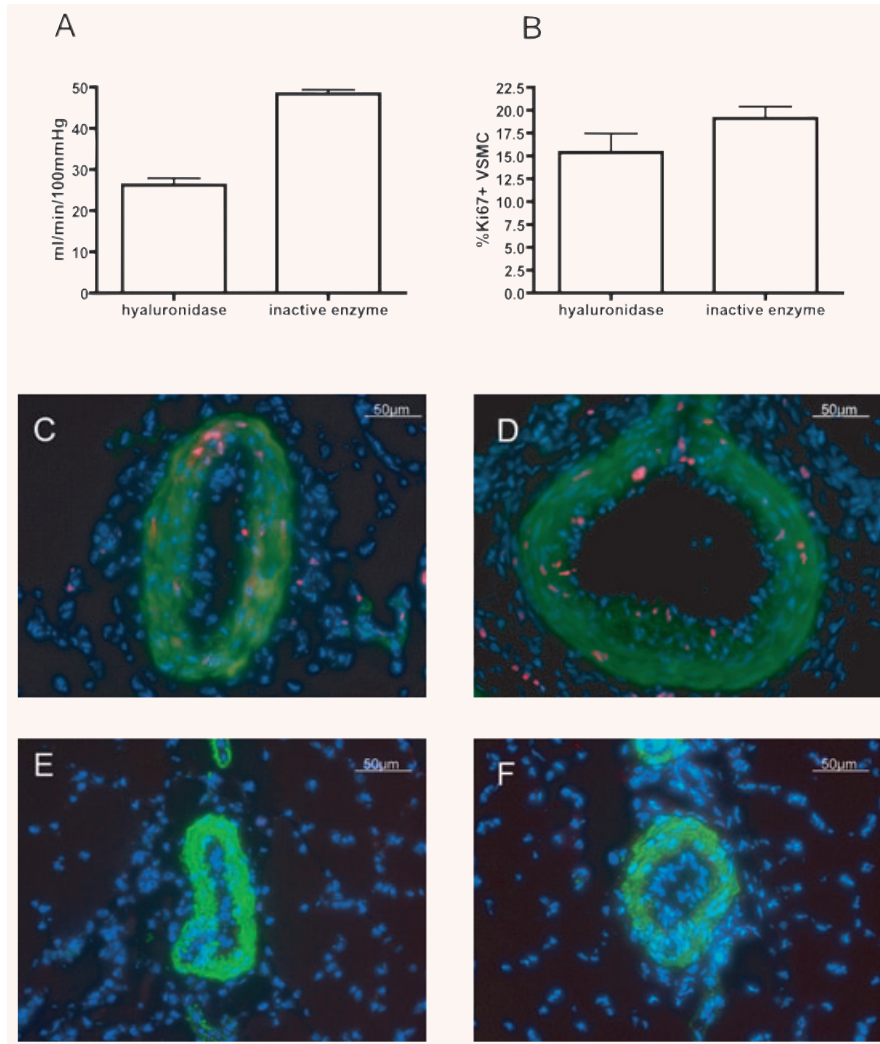 A
50
40
30
20
10
0
ml/min/100mmHg
hyaluronidase inactive enzyme
B
22.5
20.0
17.5
15.0
12.5
10.0
7.5
5.0
2.5
0.0
%Ki67+ VSMC
hyaluronidase inactive enzyme
C
50µm
D
50µm
E
50µm
F
50µm